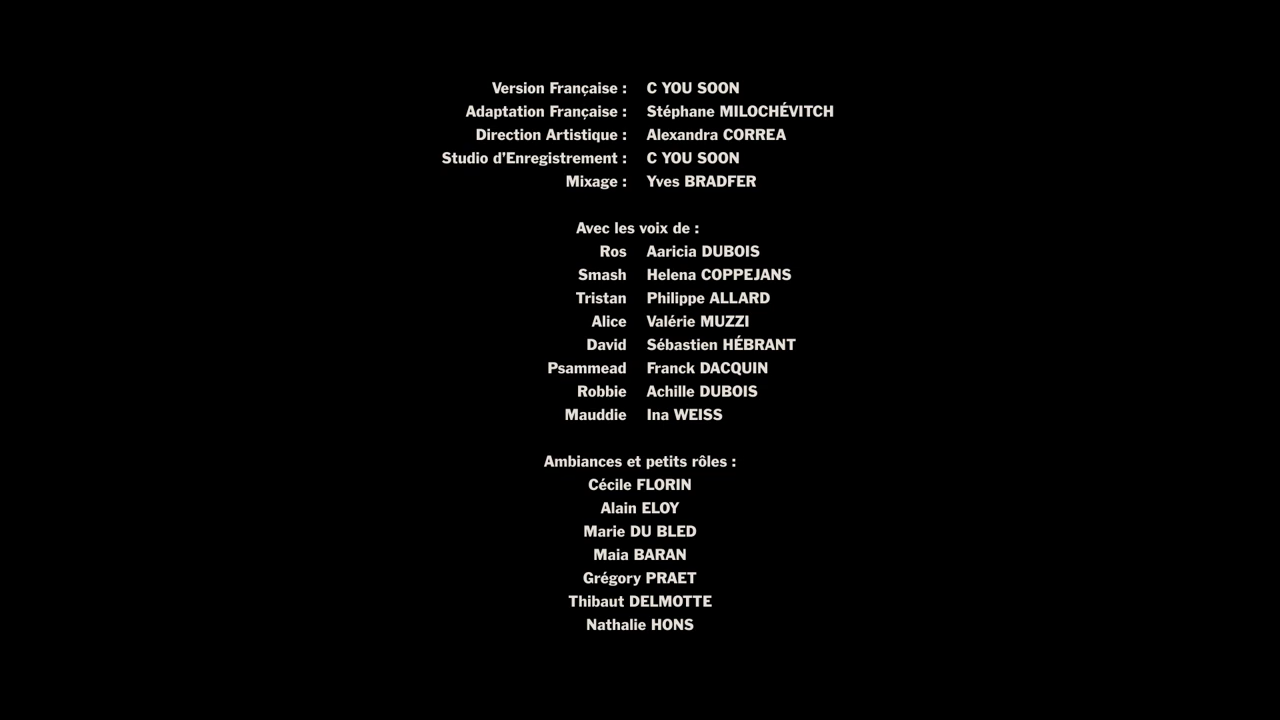 Version Française : C YOU SOON
Adaptation Française : Stéphane MILOCHÉVITCH
Direction Artistique : Alexandra CORREA
Studio d'Enregistrement : C YOU SOON
Mixage : Yves BRADFER
Avec les voix de :
Ros Aaricia DUBOIS
Smash Helena COPPEJANS
Tristan Philippe ALLARD
Alice Valérie MUZZI
David Sébastien HÉBRANT
Psammead Franck DACQUIN
Robbie Achille DUBOIS
Mauddie Ina WEISS
Ambiances et petits rôles :
Cécile FLORIN
Alain ELOY
Marie DU BLED
Maia BARAN
Grégory PRAET
Thibaut DELMOTTE
Nathalie HONS